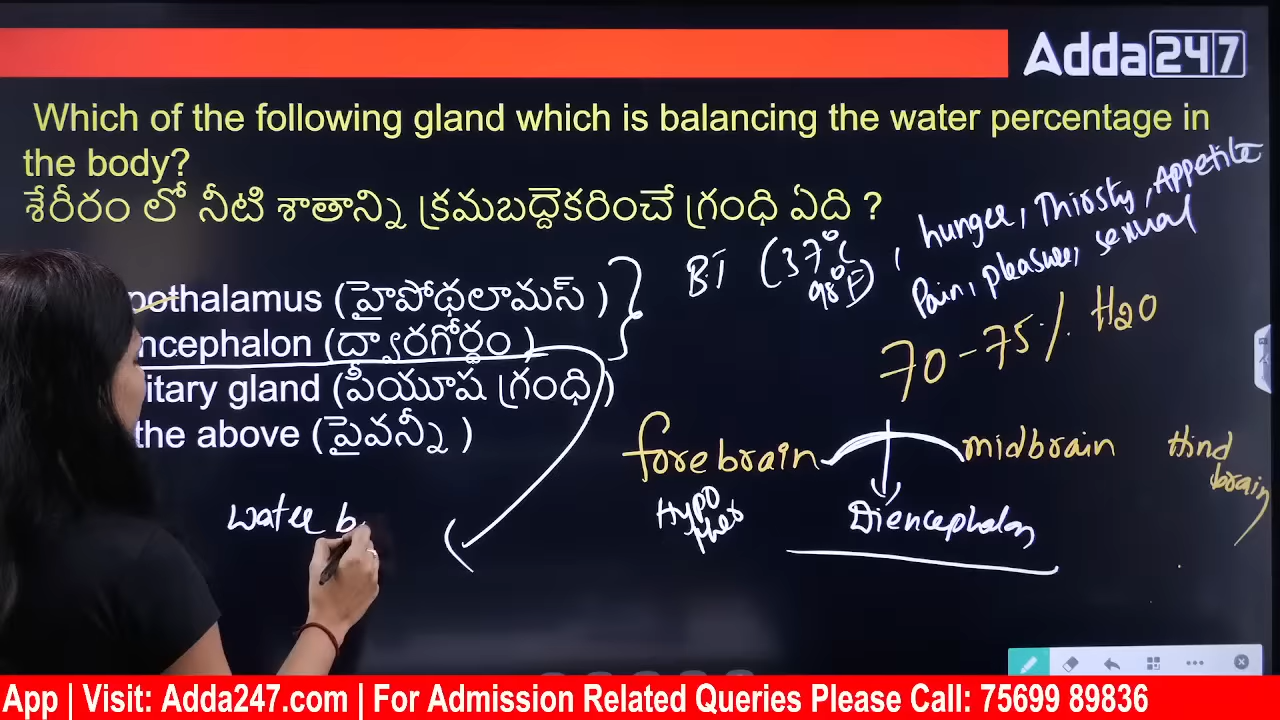 Adda247
Which of the following gland which is balancing the water percentage in
the body?
శేరీరం లో నీటి శాతాన్ని క్రమబద్దెకరించే గ్రంధి ఏది ?
pothalamus (హైపోథలామస్ )
ncephalon (ద్వారగోర్ధం )
itary gland (పీయూష గ్రంధి)
the above (పైవన్నీ )
B.T (37°C
98°F) , hunger, Thirsty, Appetite
Pain, pleasure, sexual
70-75% H2O
forebrain midbrain Hind
brain
Hypo
Diencephalon
water b
App | Visit: Adda247.com | For Admission Related Queries Please Call: 75699 89836